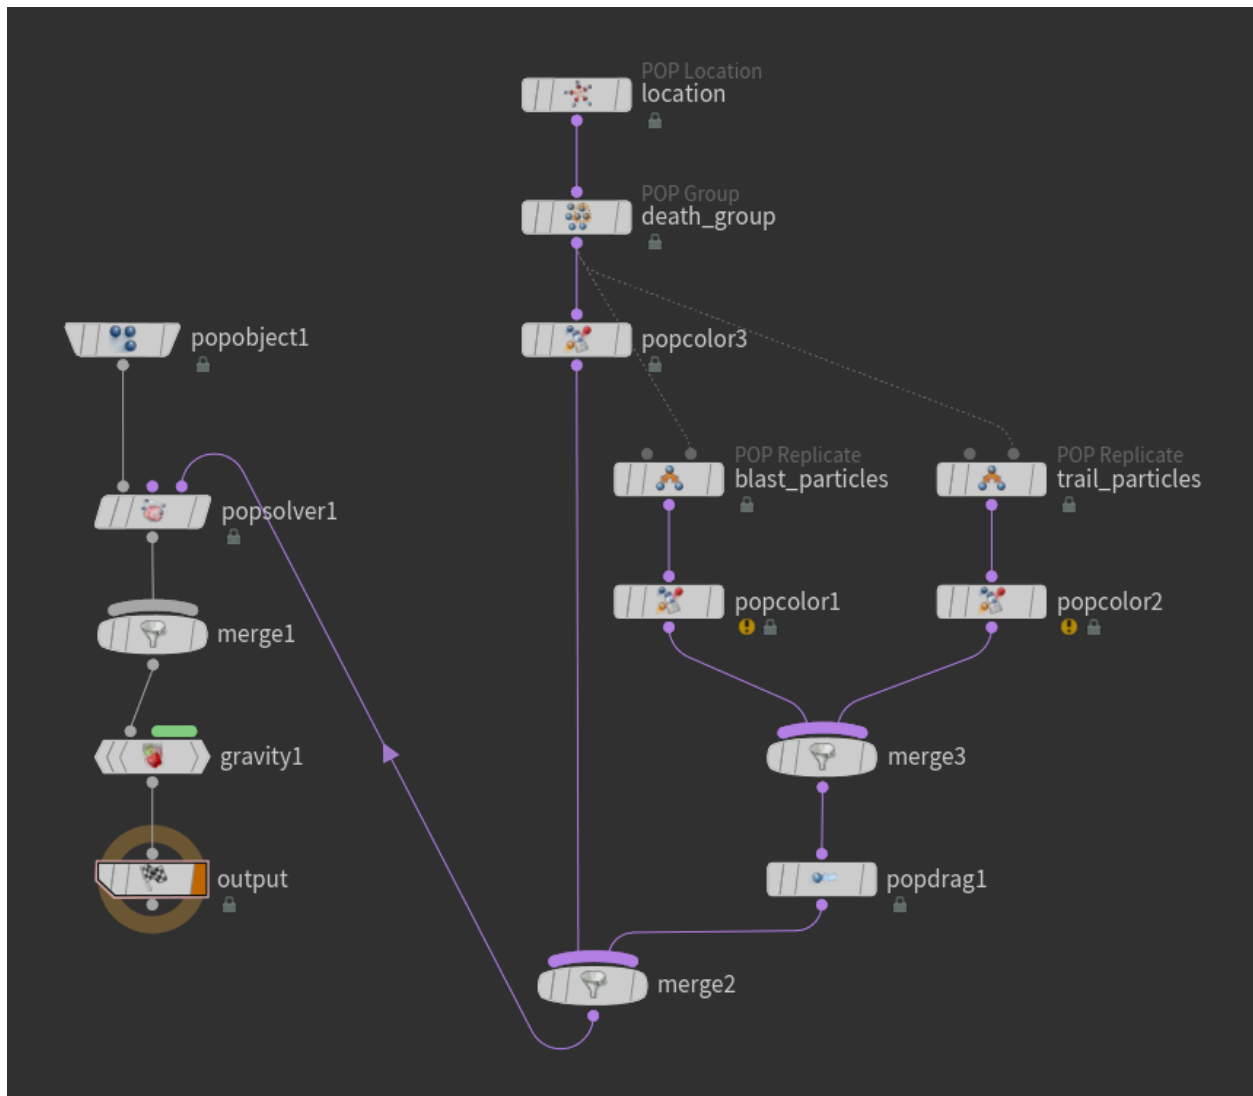 POP Location
location
POP Group
death_group
popobject1
popcolor3
POP Replicate
blast_particles
POP Replicate
trail_particles
popsolver1
popcolor1
popcolor2
merge1
gravity1
merge3
output
popdrag1
merge2